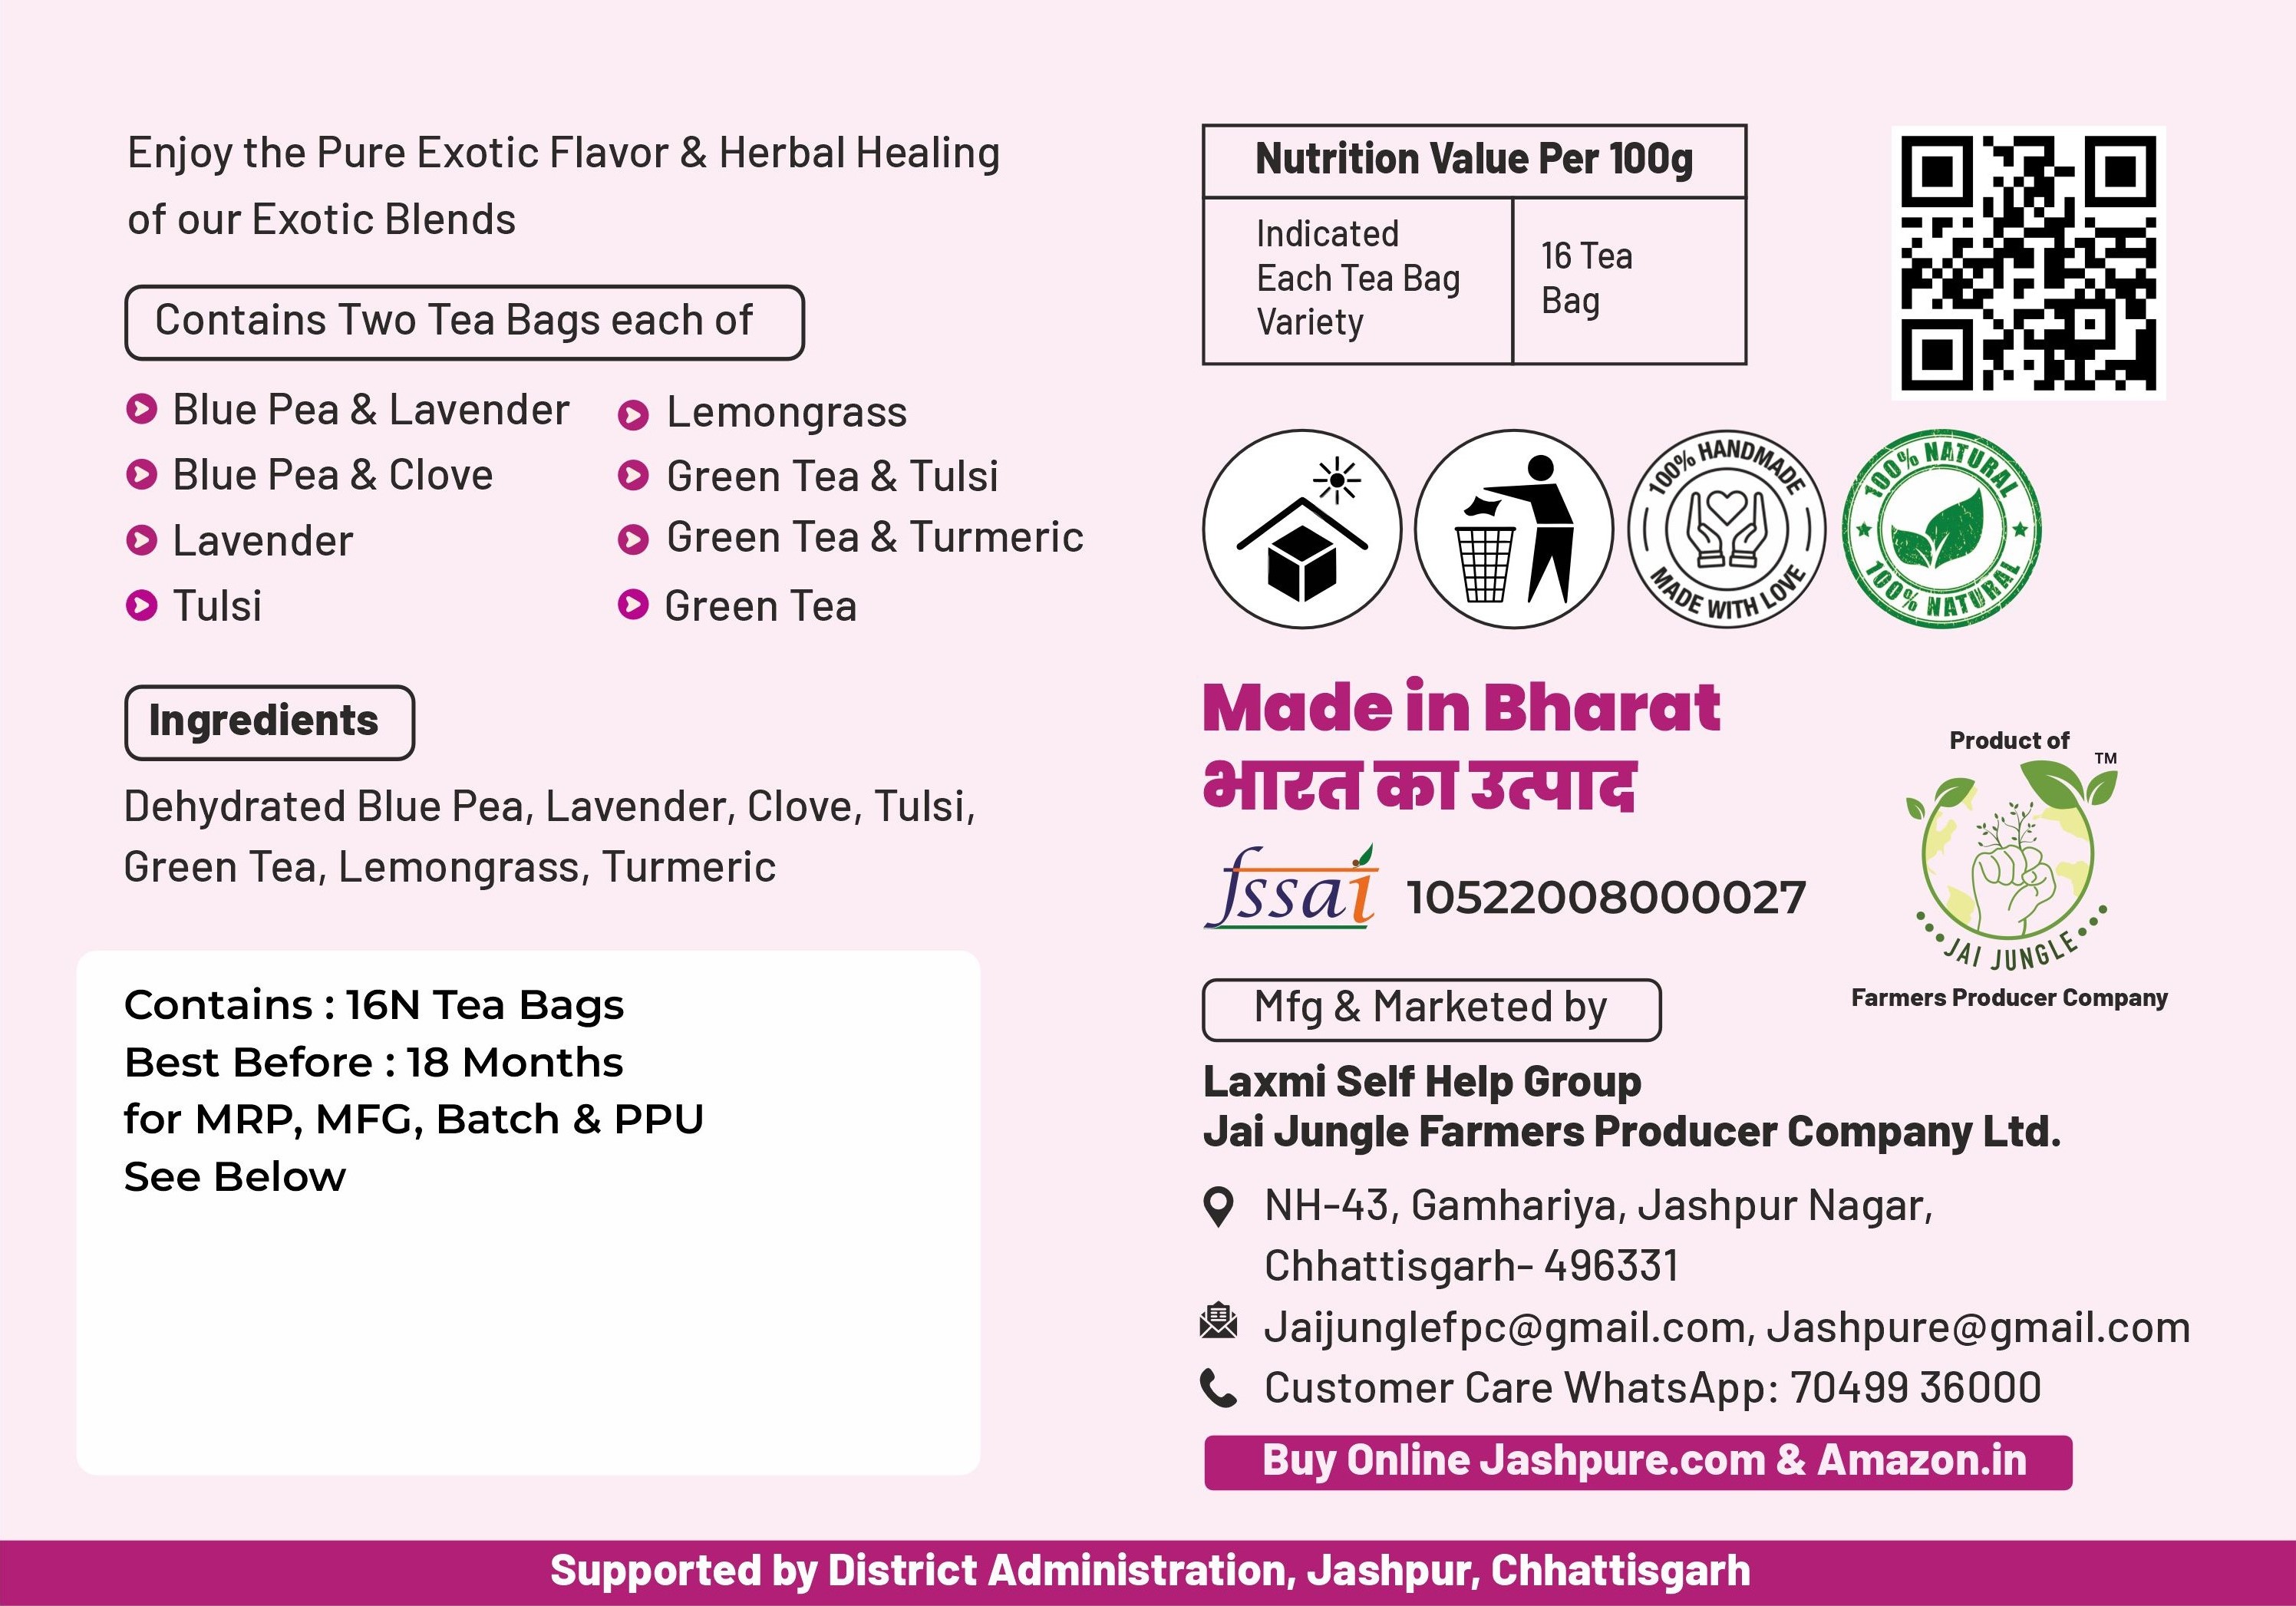 Enjoy the Pure Exotic Flavor & Herbal Healing
of our Exotic Blends
Contains Two Tea Bags each of
Blue Pea & Lavender
Blue Pea & Clove
Lavender
Tulsi
Lemongrass
Green Tea & Tulsi
Green Tea & Turmeric
Green Tea
Ingredients
Dehydrated Blue Pea, Lavender, Clove, Tulsi,
Green Tea, Lemongrass, Turmeric
Contains : 16N Tea Bags
Best Before : 18 Months
for MRP, MFG, Batch & PPU
See Below
Nutrition Value Per 100g
Indicated
Each Tea Bag
Variety
16 Tea
Bag
100% HANDMADE
MADE WITH LOVE
100% NATURAL
100% NATURAL
Made in Bharat
भारत का उत्पाद
fssai 10522008000027
Product of
TM
JAI JUNGLE
Farmers Producer Company
Mfg & Marketed by
Laxmi Self Help Group
Jai Jungle Farmers Producer Company Ltd.
NH-43, Gamhariya, Jashpur Nagar,
Chhattisgarh- 496331
Jaijunglefpc@gmail.com, Jashpure@gmail.com
Customer Care WhatsApp: 70499 36000
Buy Online Jashpure.com & Amazon.in
Supported by District Administration, Jashpur, Chhattisgarh